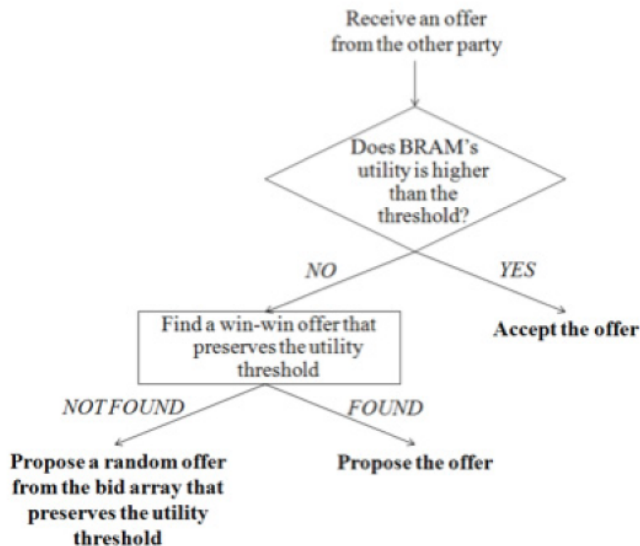 Receive an offer
from the other party
Does BRAM's
utility is higher
than the
threshold?
NO
YES
Find a win-win offer that
preserves the utility
threshold
Accept the offer
NOT FOUND
FOUND
Propose a random offer
from the bid array that
preserves the utility
threshold
Propose the offer